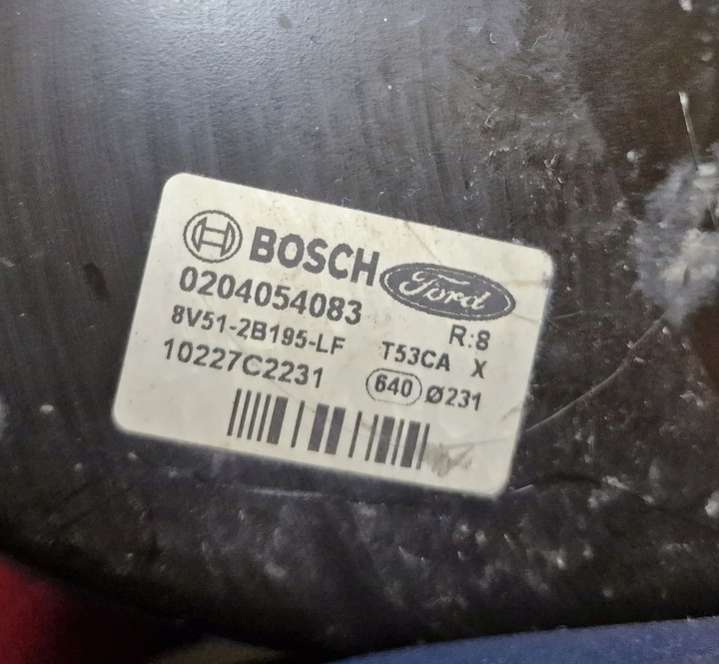 BOSCH Ford
0204054083 R:8
8V51-2B195-LF T53CA X
10227C2231 640 Ø231